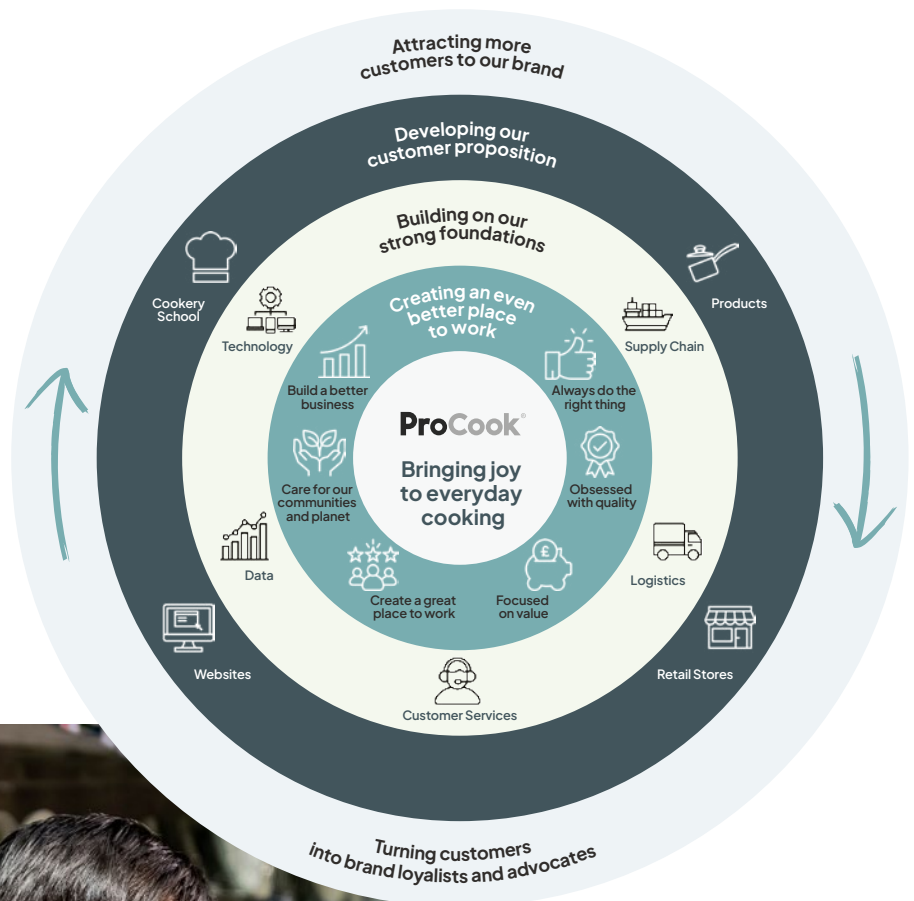 Attracting more
customers to our brand
Developing our
customer proposition
Building on our
strong foundations
Creating an even
better place
to work
Cookery
School
Products
Technology
Supply Chain
Build a better
business
Always do the
right thing
ProCook®
Bringing joy
to everyday
cooking
Care for our
communities
and planet
Obsessed
with quality
Data
Logistics
£
Create a great
place to work
Focused
on value
Websites
Retail Stores
Customer Services
Turning customers
into brand loyalists and advocates